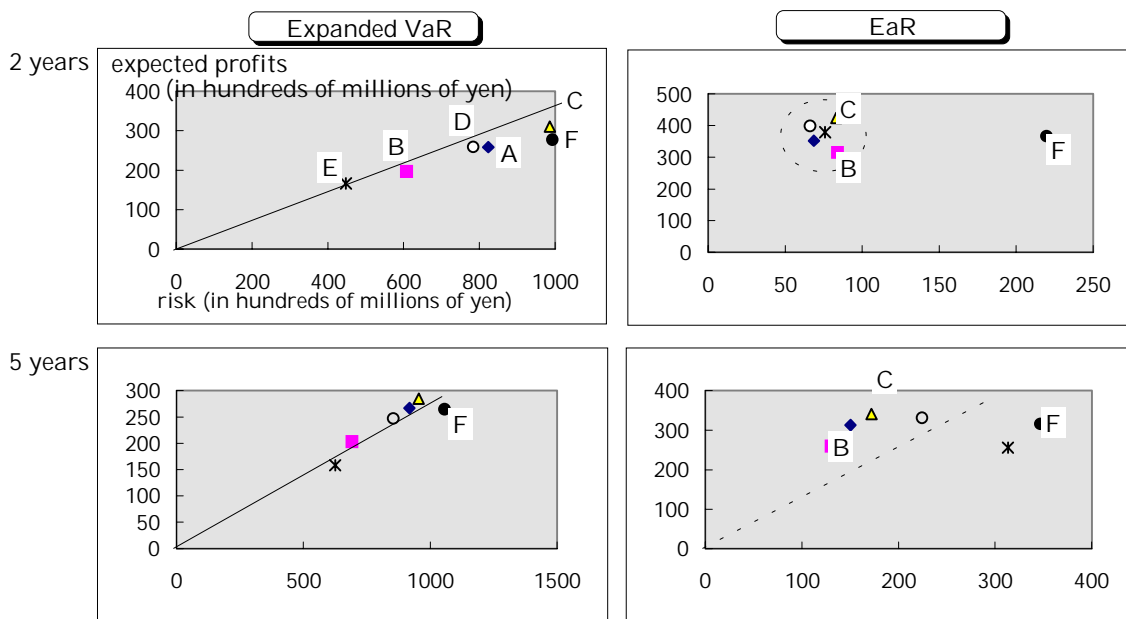 Expanded VaR
EaR
2 years
expected profits
(in hundreds of millions of yen)
400
300
200
100
0
0 200 400 600 800 1000
risk (in hundreds of millions of yen)
C
D
B
A
F
E
500
400
300
200
100
0
0 50 100 150 200 250
C
F
B
5 years
300
250
200
150
100
50
0
0 500 1000 1500
F
400
300
200
100
0
0 100 200 300 400
C
B
F